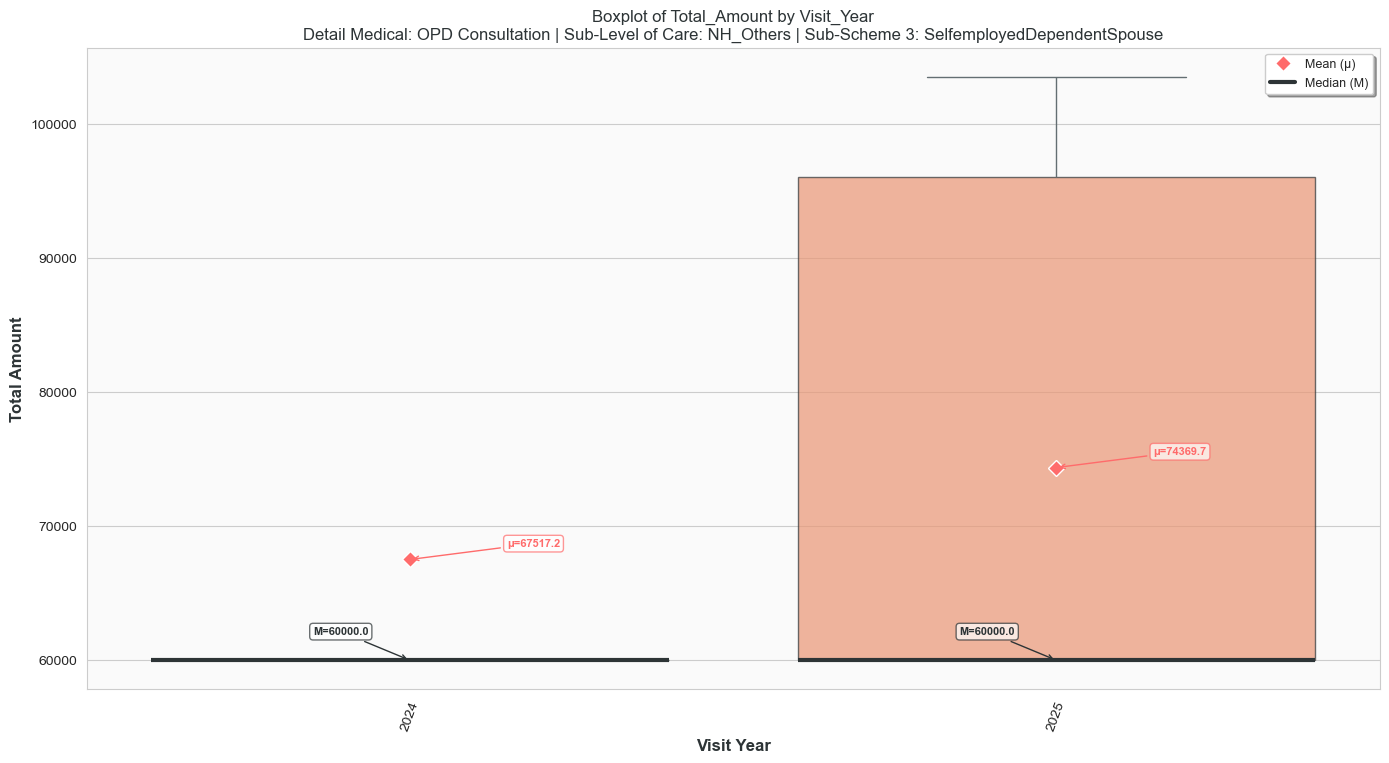 Boxplot of Total_Amount by Visit_Year
Detail Medical: OPD Consultation | Sub-Level of Care: NH_Others | Sub-Scheme 3: SelfemployedDependentSpouse
Mean (μ)
Median (M)
100000
90000
80000
70000
60000
Total Amount
μ=67517.2
M=60000.0
μ=74369.7
M=60000.0
2024
2025
Visit Year